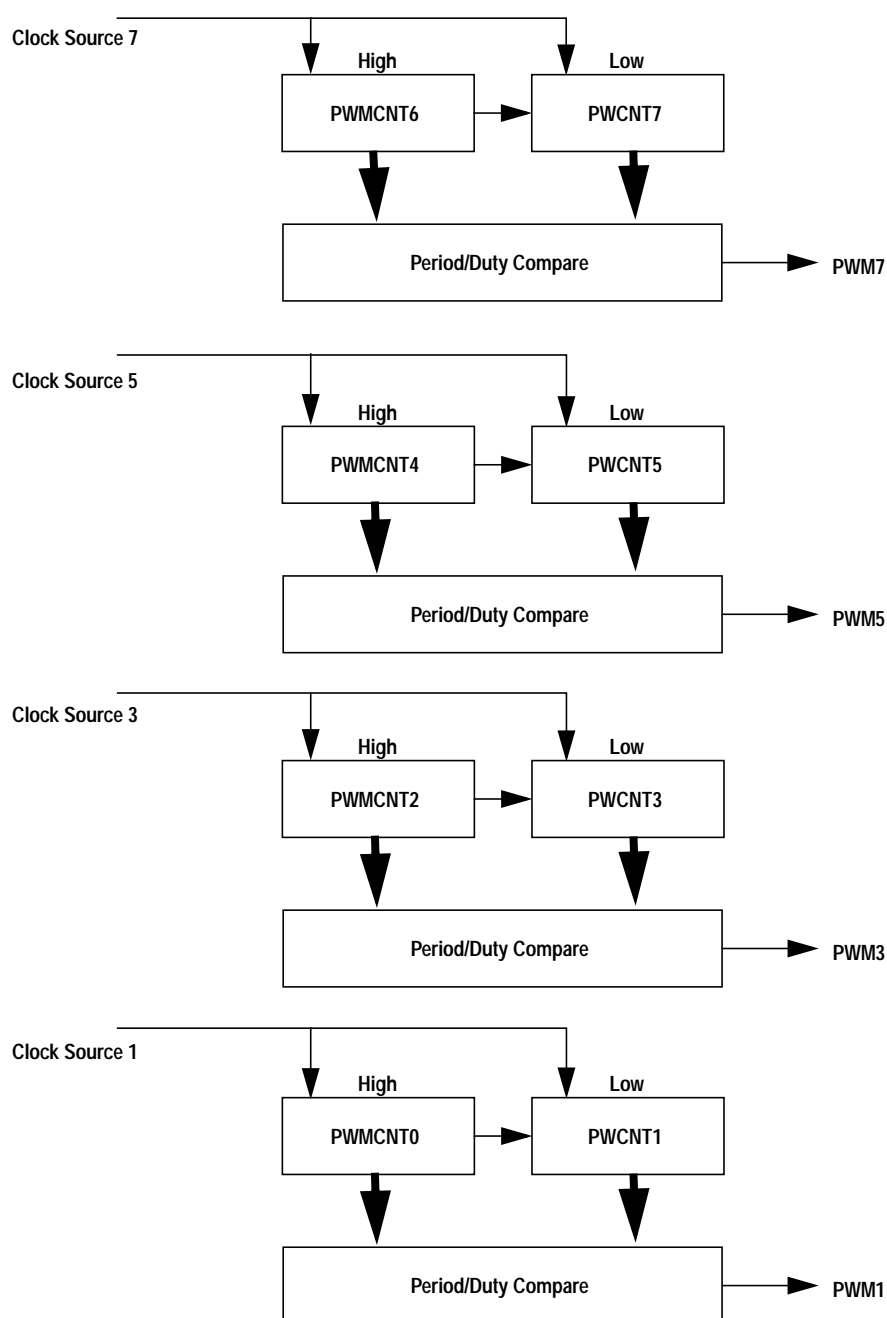 Clock Source 7
High
Low
PWMCNT6
PWCNT7
Period/Duty Compare
PWM7
Clock Source 5
High
Low
PWMCNT4
PWCNT5
Period/Duty Compare
PWM5
Clock Source 3
High
Low
PWMCNT2
PWCNT3
Period/Duty Compare
PWM3
Clock Source 1
High
Low
PWMCNT0
PWCNT1
Period/Duty Compare
PWM1